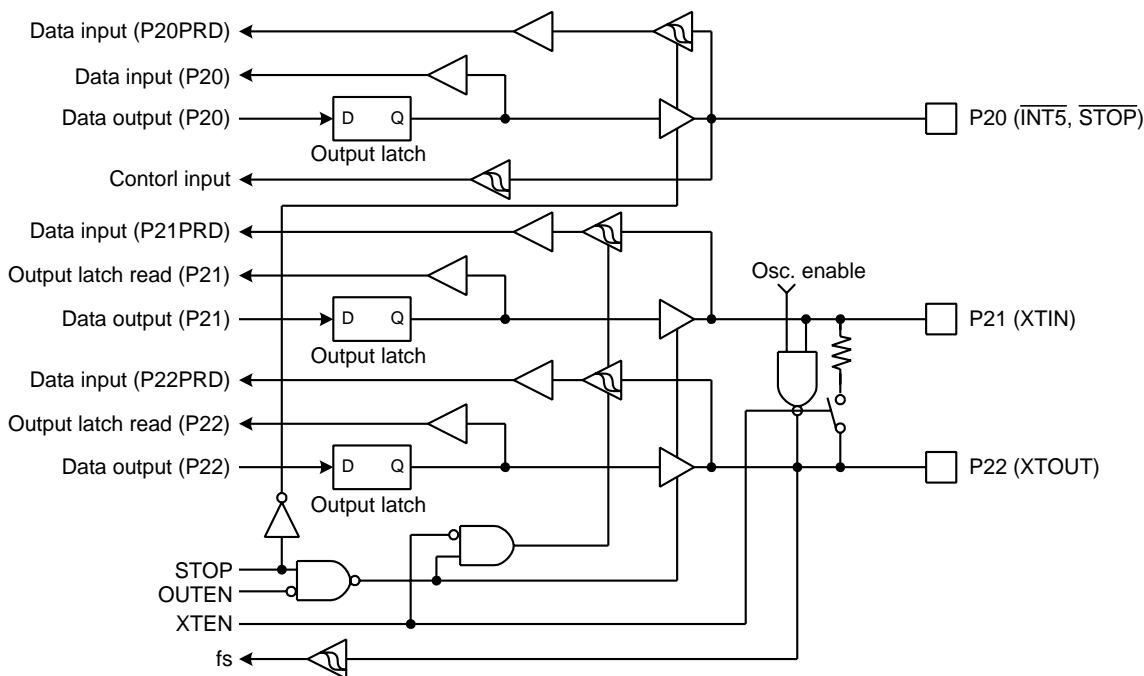 Data input (P20PRD)
Data input (P20)
Data output (P20)
D Q
Output latch
P20 (INT5, STOP)
Contorl input
Data input (P21PRD)
Output latch read (P21)
Osc. enable
Data output (P21)
D Q
Output latch
P21 (XTIN)
Data input (P22PRD)
Output latch read (P22)
Data output (P22)
D Q
Output latch
P22 (XTOUT)
STOP
OUTEN
XTEN
fs